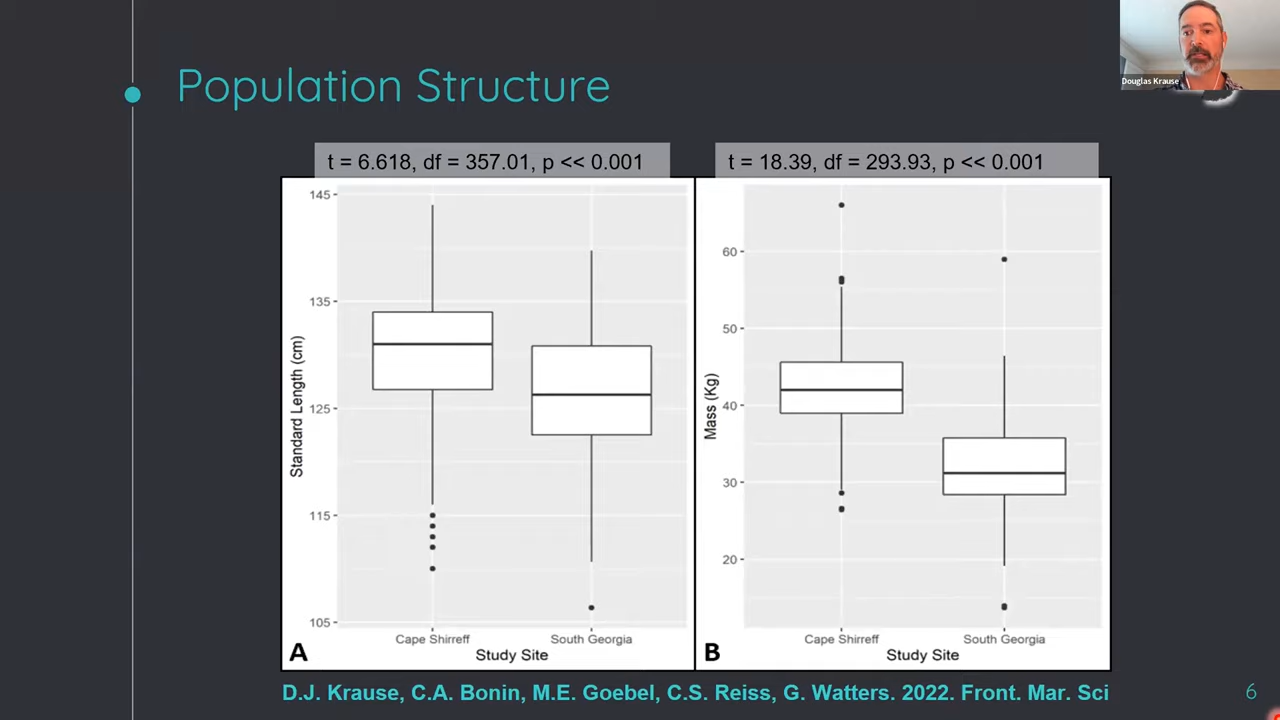 Population Structure
Douglas Krause
t = 6.618, df = 357.01, p << 0.001
t = 18.39, df = 293.93, p << 0.001
145
135
125
115
105
Standard Length (cm)
Cape Shirreff
South Georgia
Study Site
A
60
50
40
30
20
Mass (Kg)
Cape Shirreff
South Georgia
Study Site
B
D.J. Krause, C.A. Bonin, M.E. Goebel, C.S. Reiss, G. Watters. 2022. Front. Mar. Sci
6